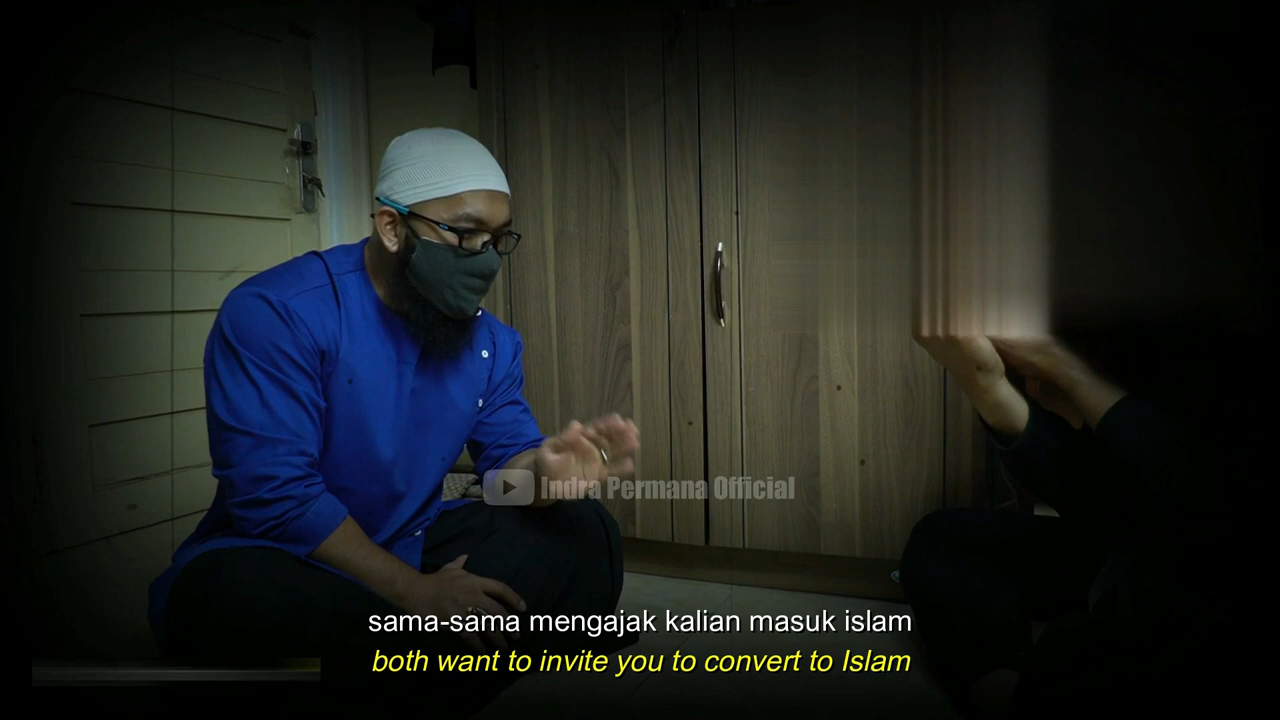 Indra Permana Official
sama-sama mengajak kalian masuk islam
both want to invite you to convert to Islam